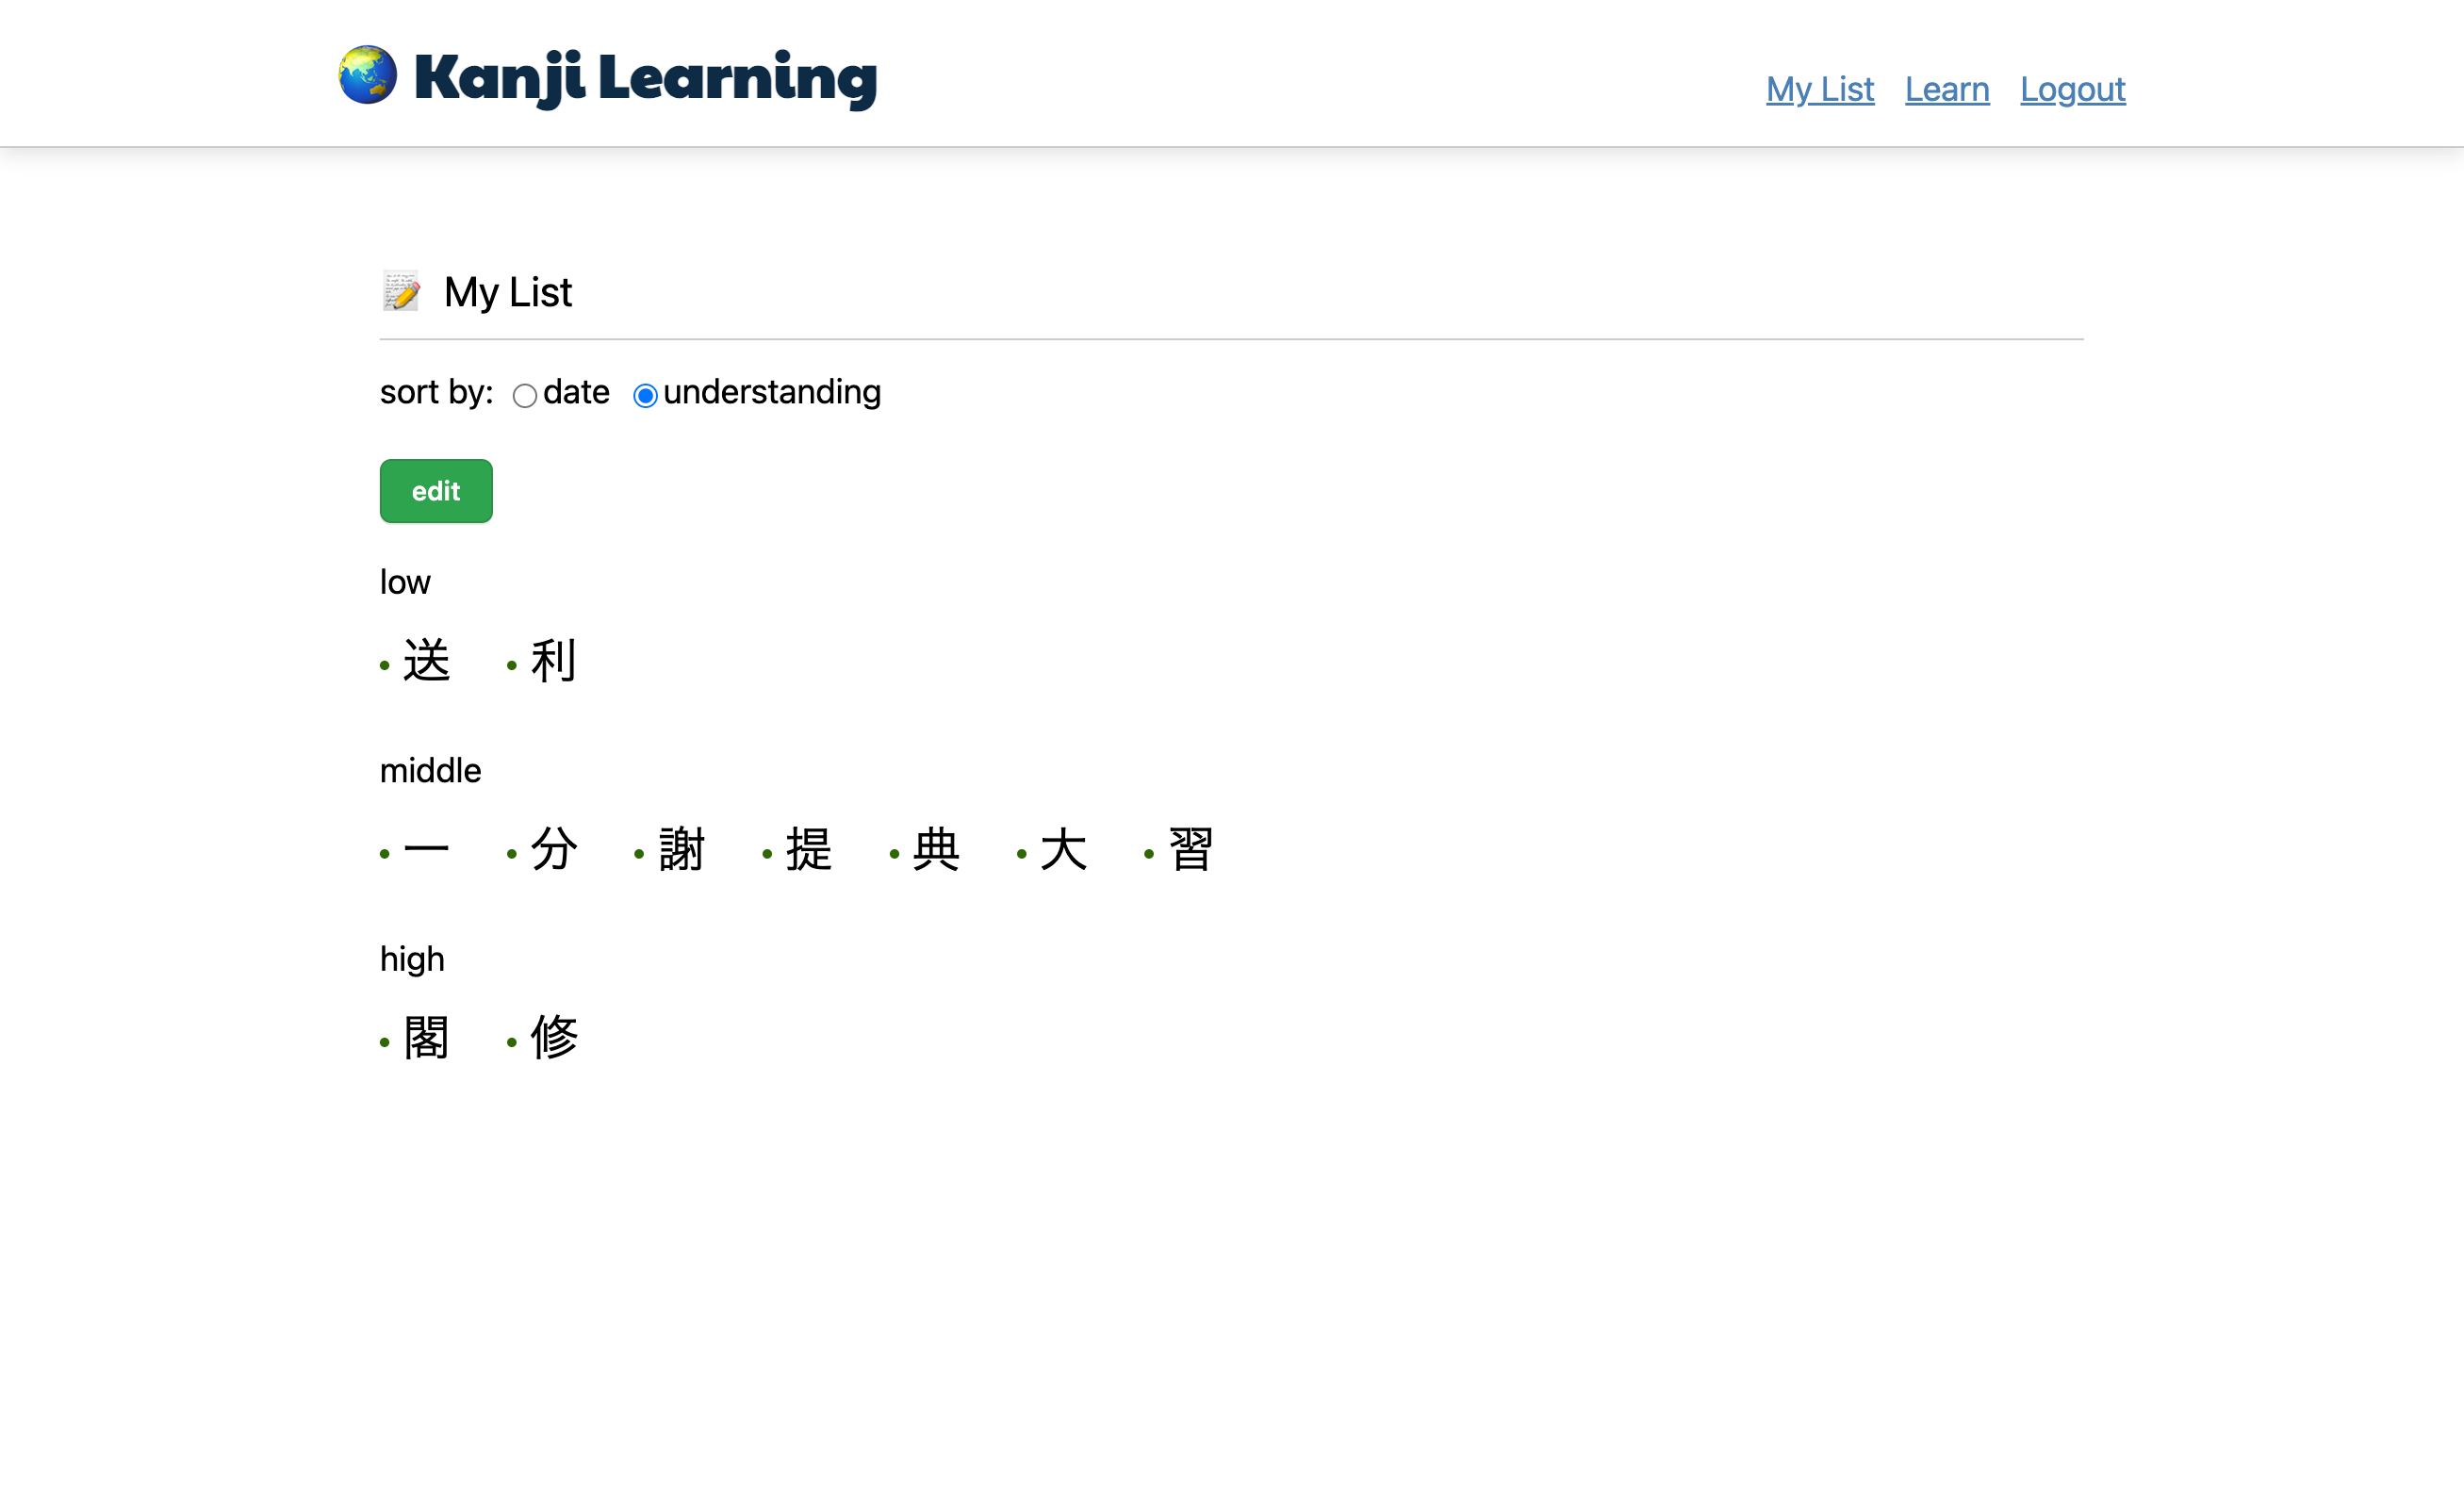 Kanji Learning
My List Learn Logout
My List
sort by: date understanding
edit
low
• 送 • 利
middle
• 一 • 分 • 謝 • 提 • 典 • 大 • 習
high
• 閣 • 修